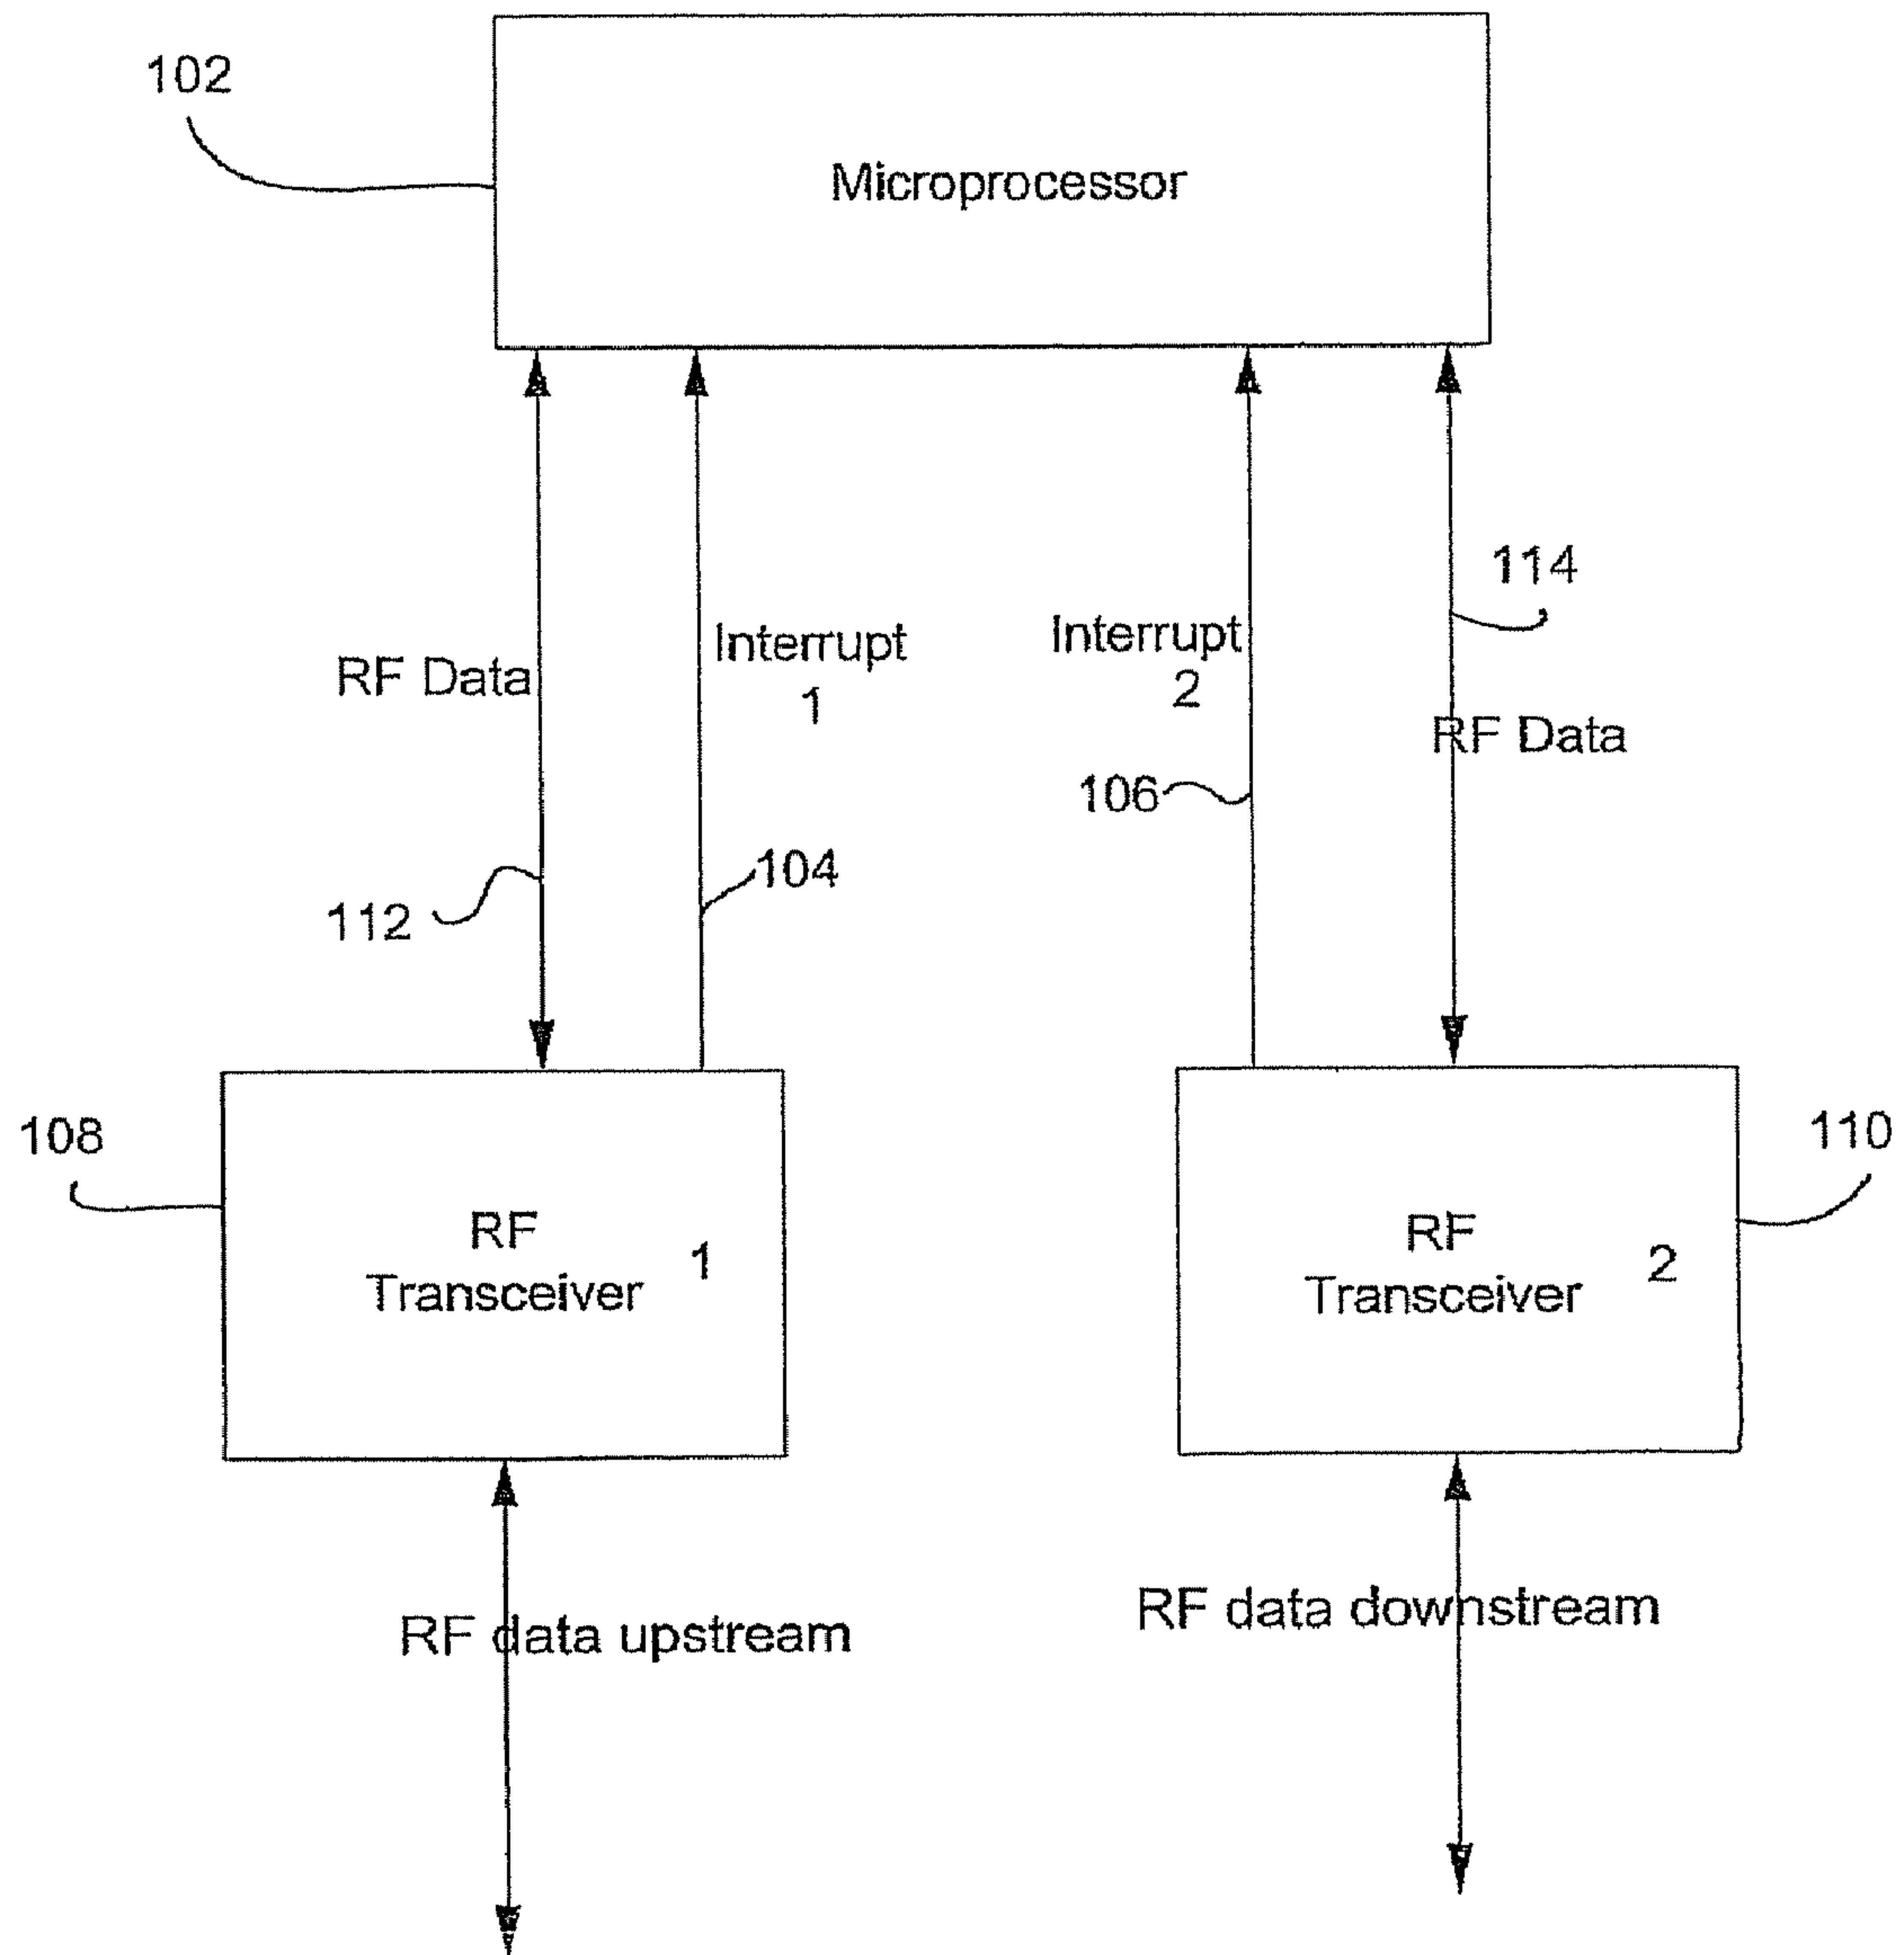 102
Microprocessor
114
Interrupt
1
Interrupt
2
RF Data
RF Data
106
104
112
108
110
RF
Transceiver
1
RF
Transceiver
2
RF data upstream
RF data downstream